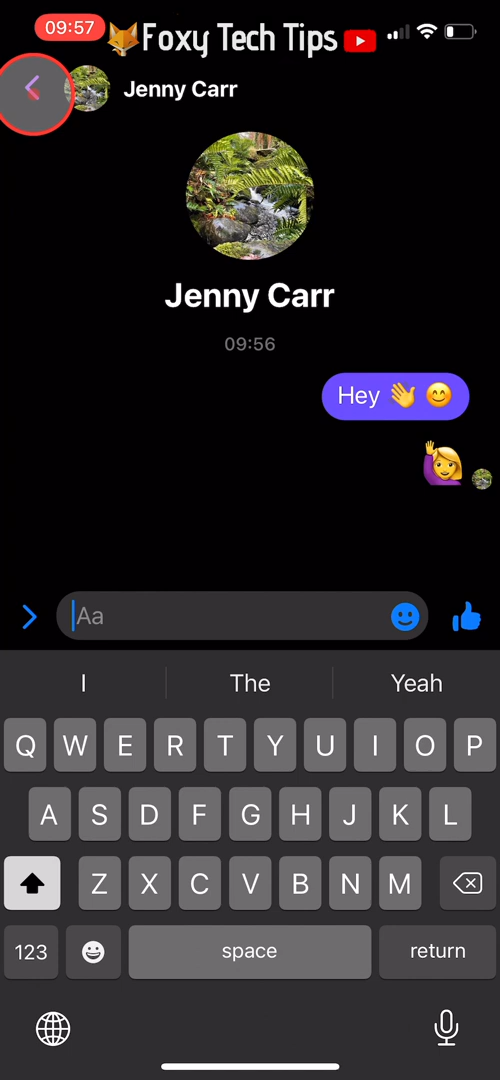 09:57 Foxy Tech Tips
Jenny Carr
Jenny Carr
09:56
Hey 👋 😊
🙋‍♀️
Aa
I The Yeah
Q W E R T Y U I O P
A S D F G H J K L
Z X C V B N M
123 space return